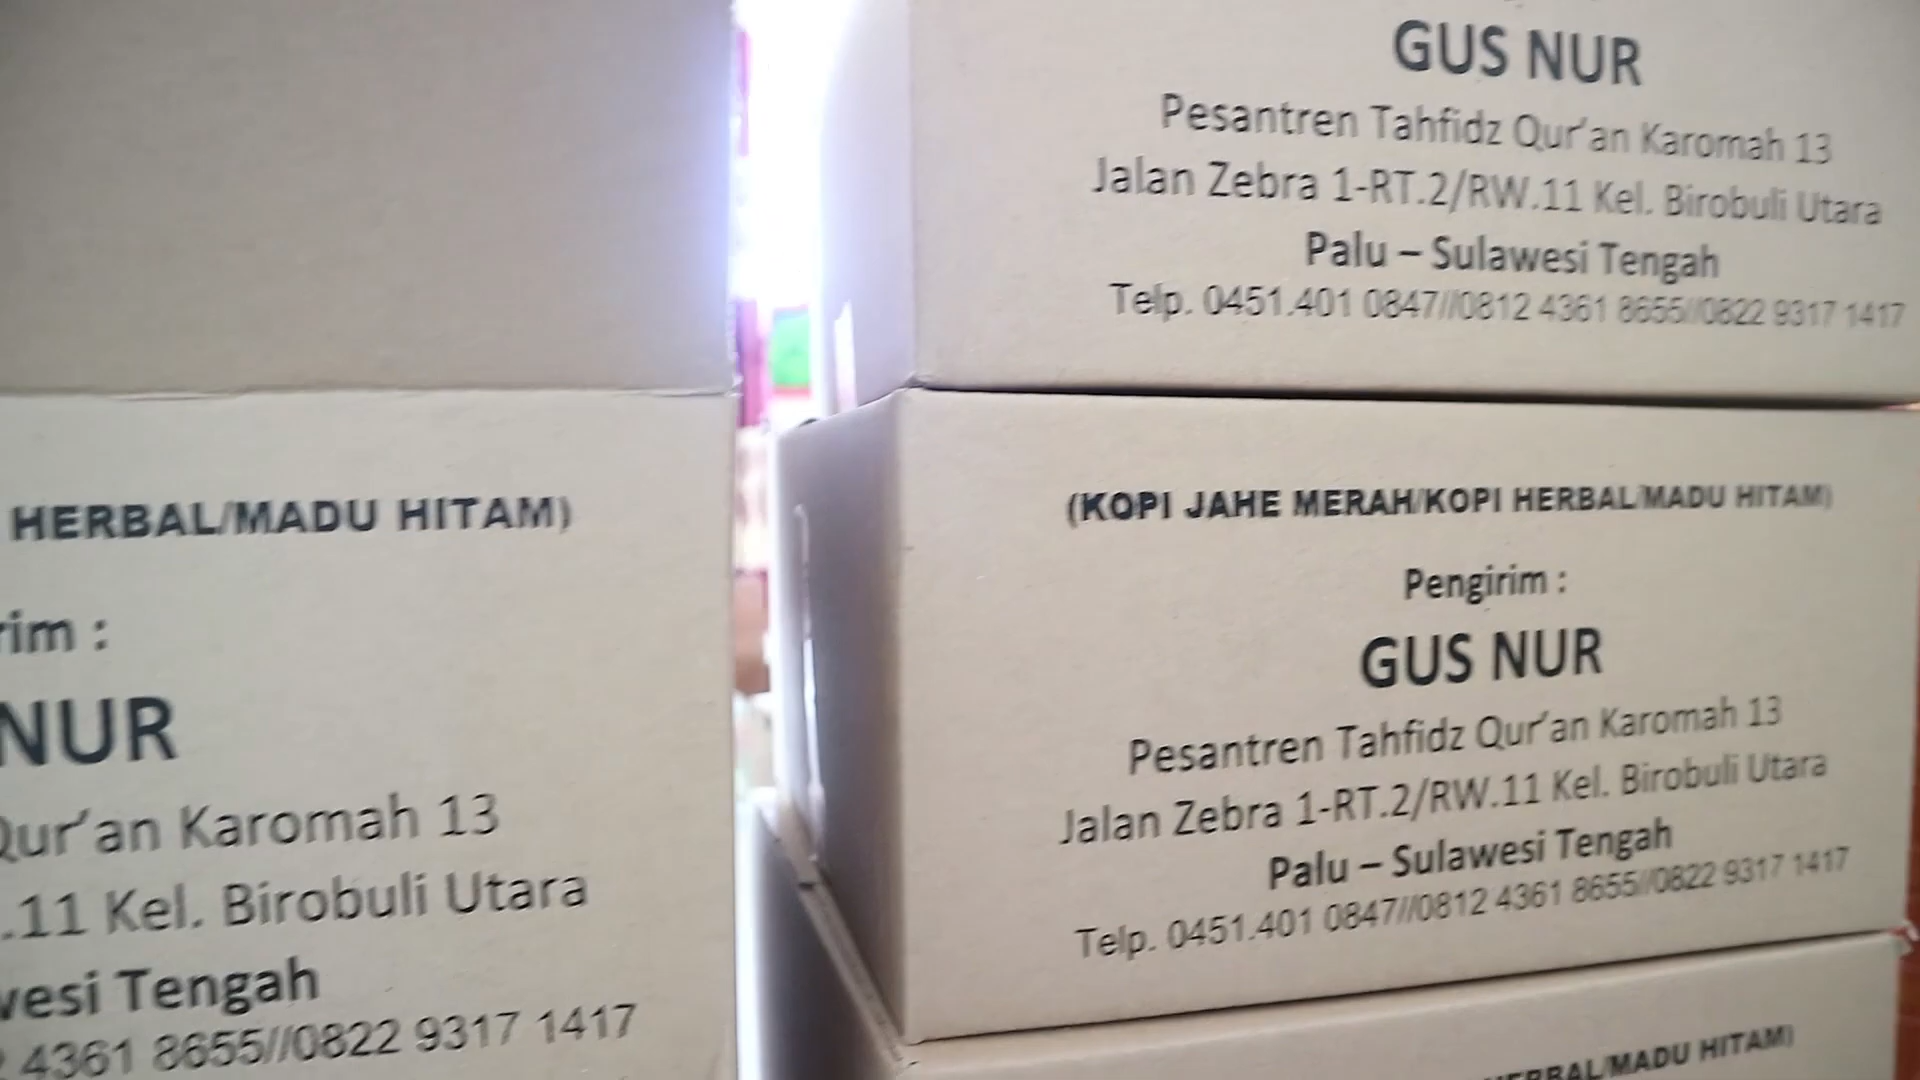 GUS NUR
Pesantren Tahfidz Qur'an Karomah 13
Jalan Zebra 1-RT.2/RW.11 Kel. Birobuli Utara
Palu – Sulawesi Tengah
Telp. 0451.401 0847//0812 4361 8655//0822 9317 1417
HERBAL/MADU HITAM)
rim :
NUR
Qur'an Karomah 13
.11 Kel. Birobuli Utara
wesi Tengah
4361 8655//0822 9317 1417
(KOPI JAHE MERAH/KOPI HERBAL/MADU HITAM)
Pengirim :
GUS NUR
Pesantren Tahfidz Qur'an Karomah 13
Jalan Zebra 1-RT.2/RW.11 Kel. Birobuli Utara
Palu – Sulawesi Tengah
Telp. 0451.401 0847//0812 4361 8655//0822 9317 1417
HERBAL/MADU HITAM)